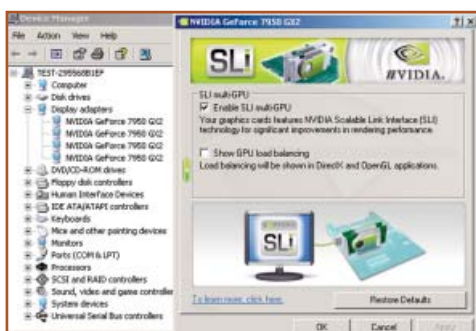 Device Manager
File Action View Help
TEST-295568B1EF
Computer
Disk drives
Display adapters
NVIDIA GeForce 7950 GX2
NVIDIA GeForce 7950 GX2
NVIDIA GeForce 7950 GX2
NVIDIA GeForce 7950 GX2
DVD/CD-ROM drives
Floppy disk controllers
Human Interface Devices
IDE ATA/ATAPI controllers
Keyboards
Mice and other pointing devices
Monitors
Ports (COM & LPT)
Processors
SCSI and RAID controllers
Sound, video and game controlle
System devices
Universal Serial Bus controllers
NVIDIA GeForce 7950 GX2
SLi
NVIDIA.
SLI multi-GPU
Enable SLI multi-GPU
Your graphics cards features NVIDIA Scalable Link Interface (SLI)
technology for significant improvements in rendering performance.
Show GPU load balancing
Load balancing will be shown in DirectX and OpenGL applications.
SLi
To learn more, click here.
Restore Defaults
OK
Cancel
Apply